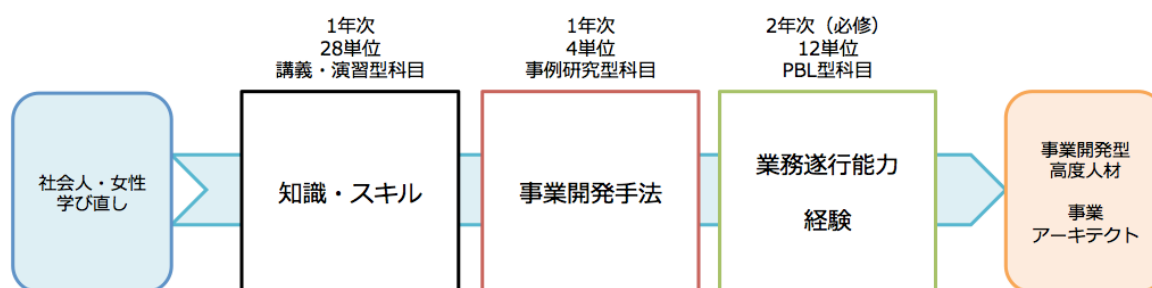 1年次
28単位
講義・演習型科目
1年次
4単位
事例研究型科目
2年次（必修）
12単位
PBL型科目
社会人・女性
学び直し
知識・スキル
事業開発手法
業務遂行能力
経験
事業開発型
高度人材
事業
アーキテクト